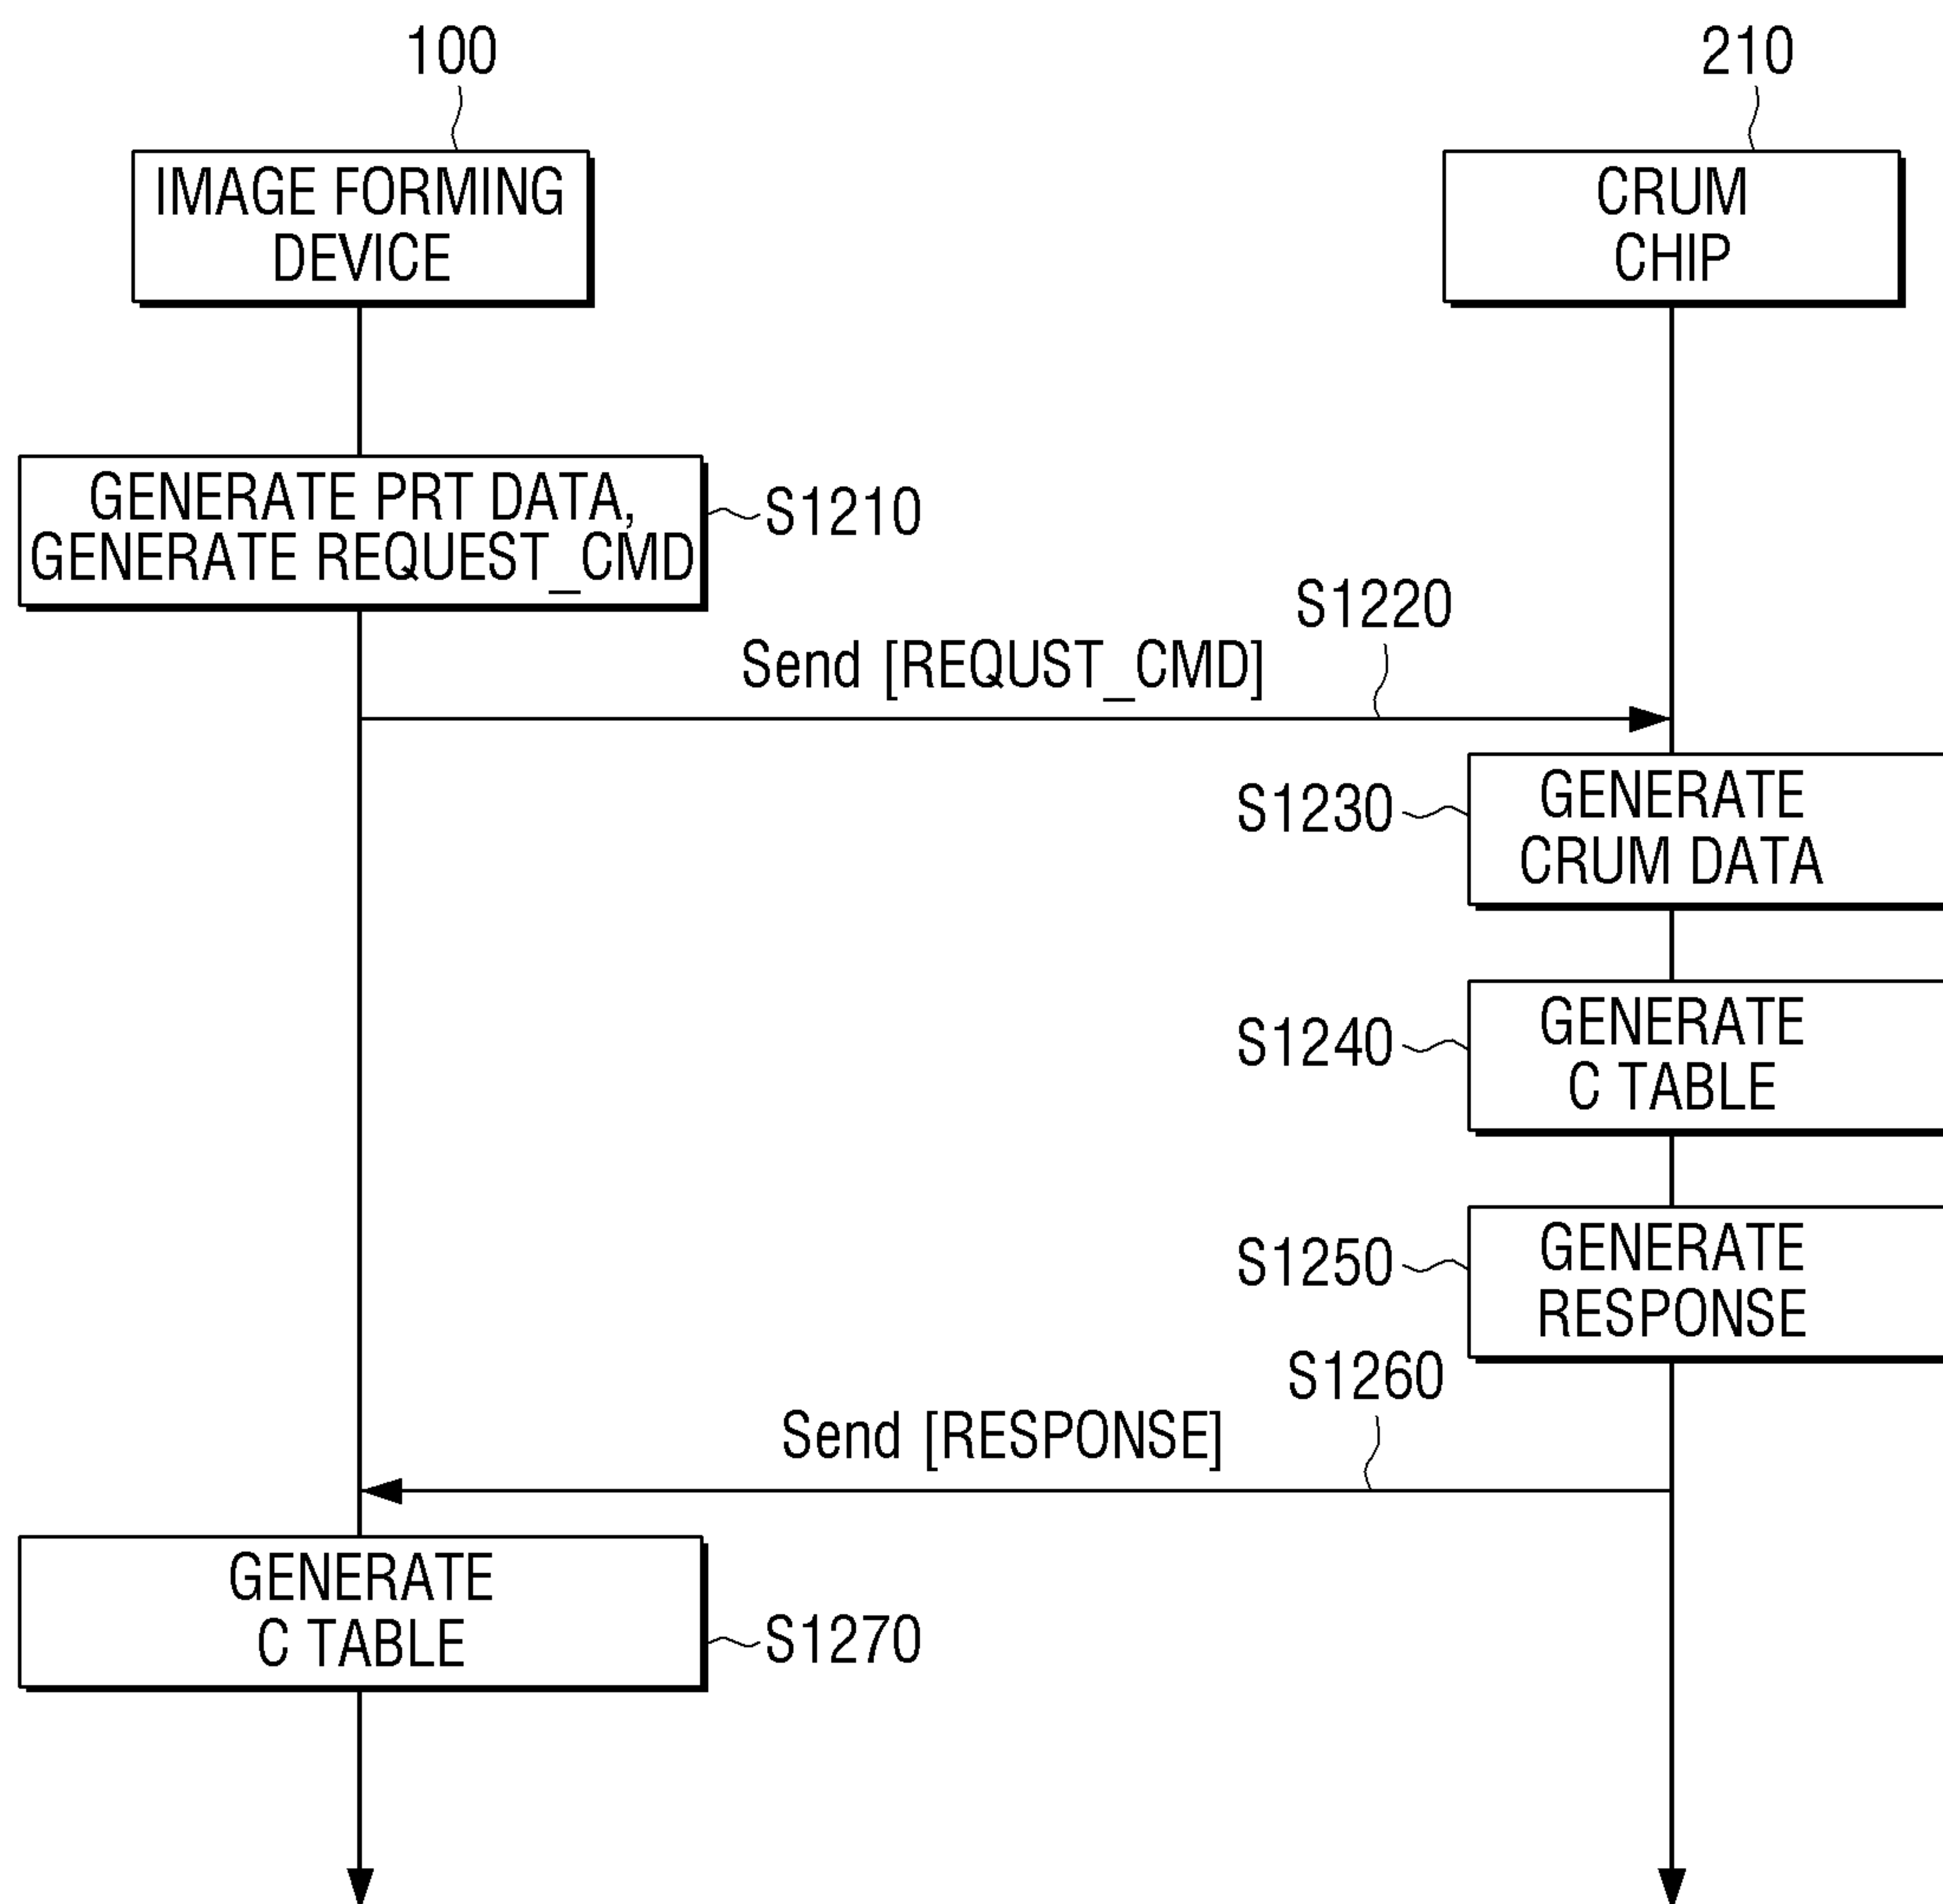 100
210
IMAGE FORMING
DEVICE
CRUM
CHIP
GENERATE PRT DATA,
GENERATE REQUEST_CMD
S1210
S1220
Send [REQUST_CMD]
S1230
GENERATE
CRUM DATA
S1240
GENERATE
C TABLE
S1250
GENERATE
RESPONSE
S1260
Send [RESPONSE]
GENERATE
C TABLE
S1270